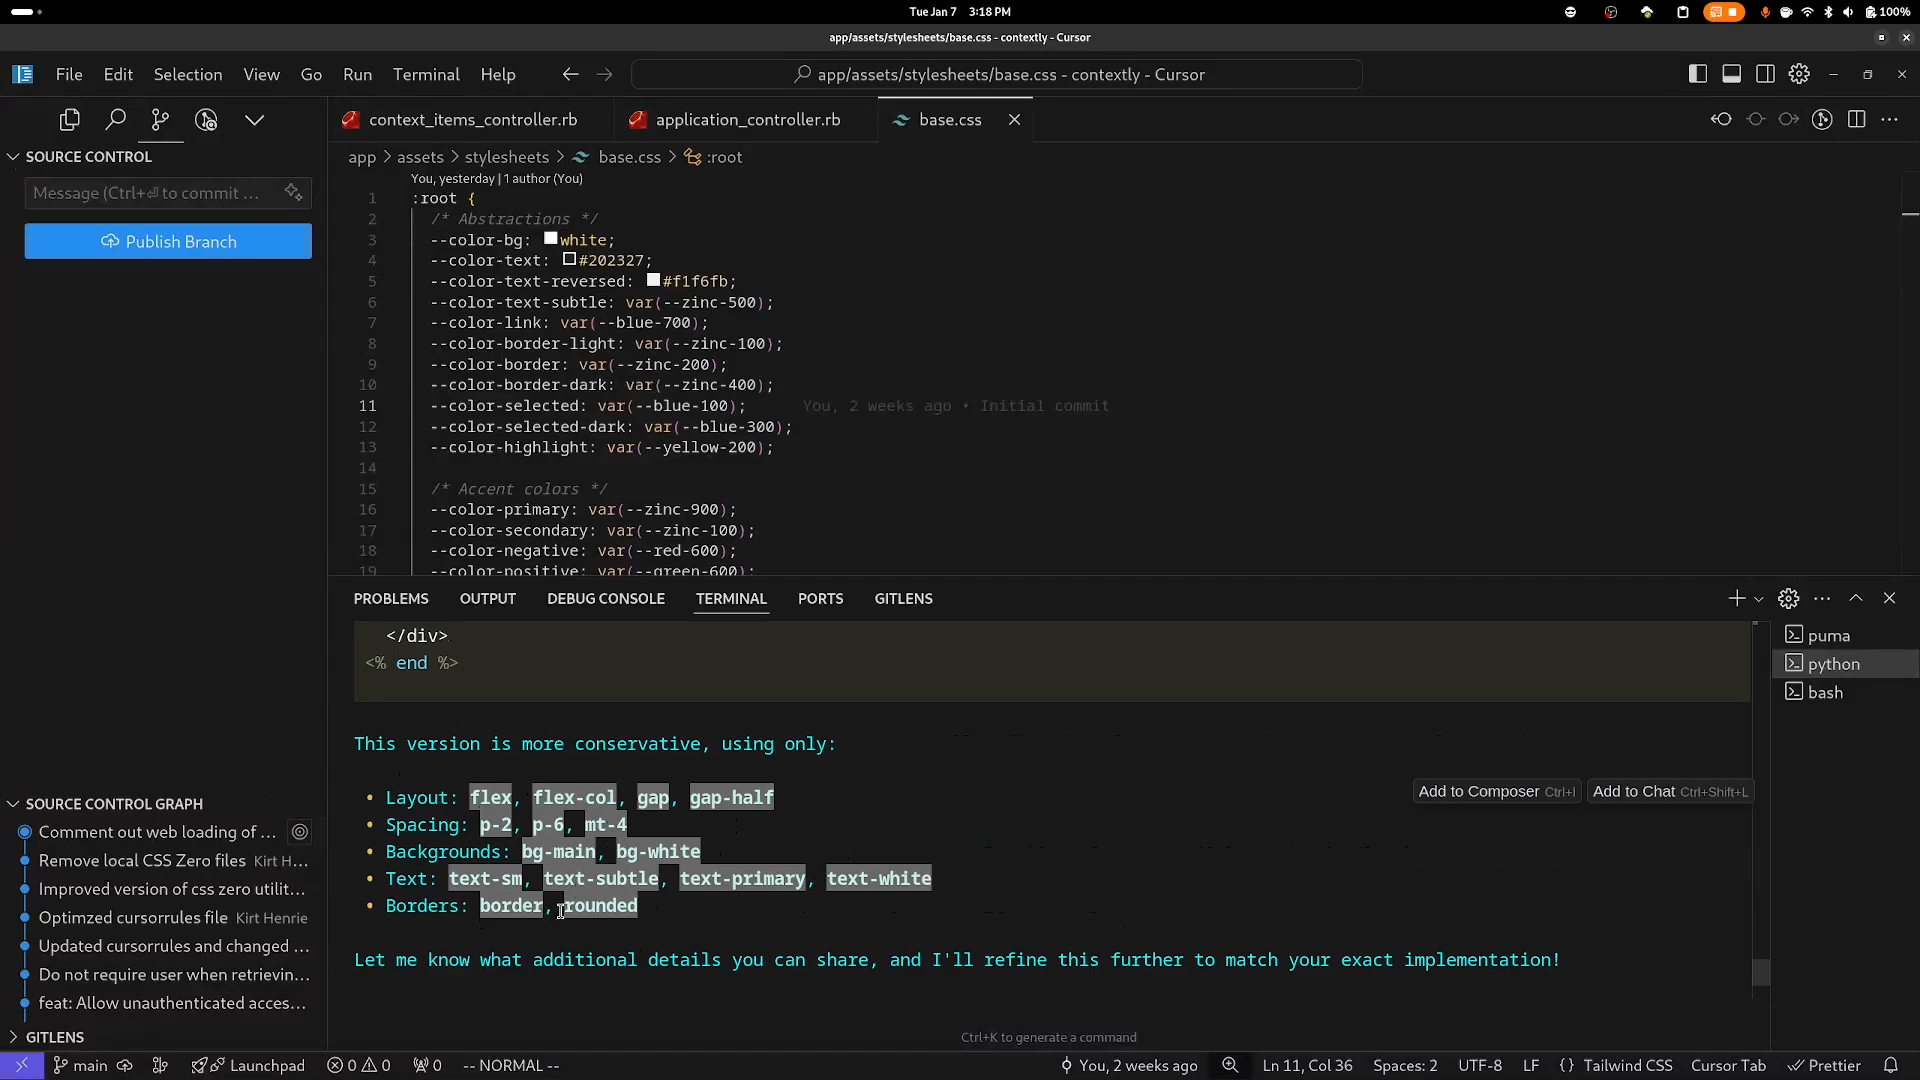 Tue Jan 7 3:18 PM
100%
app/assets/stylesheets/base.css - contextly - Cursor
File Edit Selection View Go Run Terminal Help
app/assets/stylesheets/base.css - contextly - Cursor
context_items_controller.rb
application_controller.rb
base.css
SOURCE CONTROL
Message (Ctrl+⏎ to commit ...
Publish Branch
app > assets > stylesheets > base.css > :root
You, yesterday | 1 author (You)
1 :root {
2 /* Abstractions */
3 --color-bg: white;
4 --color-text: #202327;
5 --color-text-reversed: #f1f6fb;
6 --color-text-subtle: var(--zinc-500);
7 --color-link: var(--blue-700);
8 --color-border-light: var(--zinc-100);
9 --color-border: var(--zinc-200);
10 --color-border-dark: var(--zinc-400);
11 --color-selected: var(--blue-100); You, 2 weeks ago • Initial commit
12 --color-selected-dark: var(--blue-300);
13 --color-highlight: var(--yellow-200);
14
15 /* Accent colors */
16 --color-primary: var(--zinc-900);
17 --color-secondary: var(--zinc-100);
18 --color-negative: var(--red-600);
19 --color-positive: var(--green-600);
PROBLEMS OUTPUT DEBUG CONSOLE TERMINAL PORTS GITLENS
</div>
<% end %>
This version is more conservative, using only:
• Layout: flex, flex-col, gap, gap-half
• Spacing: p-2, p-6, mt-4
• Backgrounds: bg-main, bg-white
• Text: text-sm, text-subtle, text-primary, text-white
• Borders: border, rounded
Let me know what additional details you can share, and I'll refine this further to match your exact implementation!
Add to Composer Ctrl+I
Add to Chat Ctrl+Shift+L
Ctrl+K to generate a command
puma
python
bash
SOURCE CONTROL GRAPH
Comment out web loading of ...
Remove local CSS Zero files Kirt H...
Improved version of css zero utilit...
Optimzed cursorrules file Kirt Henrie
Updated cursorrules and changed ...
Do not require user when retrievin...
feat: Allow unauthenticated acces...
GITLENS
main
Launchpad
0 0
0
-- NORMAL --
You, 2 weeks ago
Ln 11, Col 36
Spaces: 2
UTF-8
LF
{} Tailwind CSS
Cursor Tab
Prettier